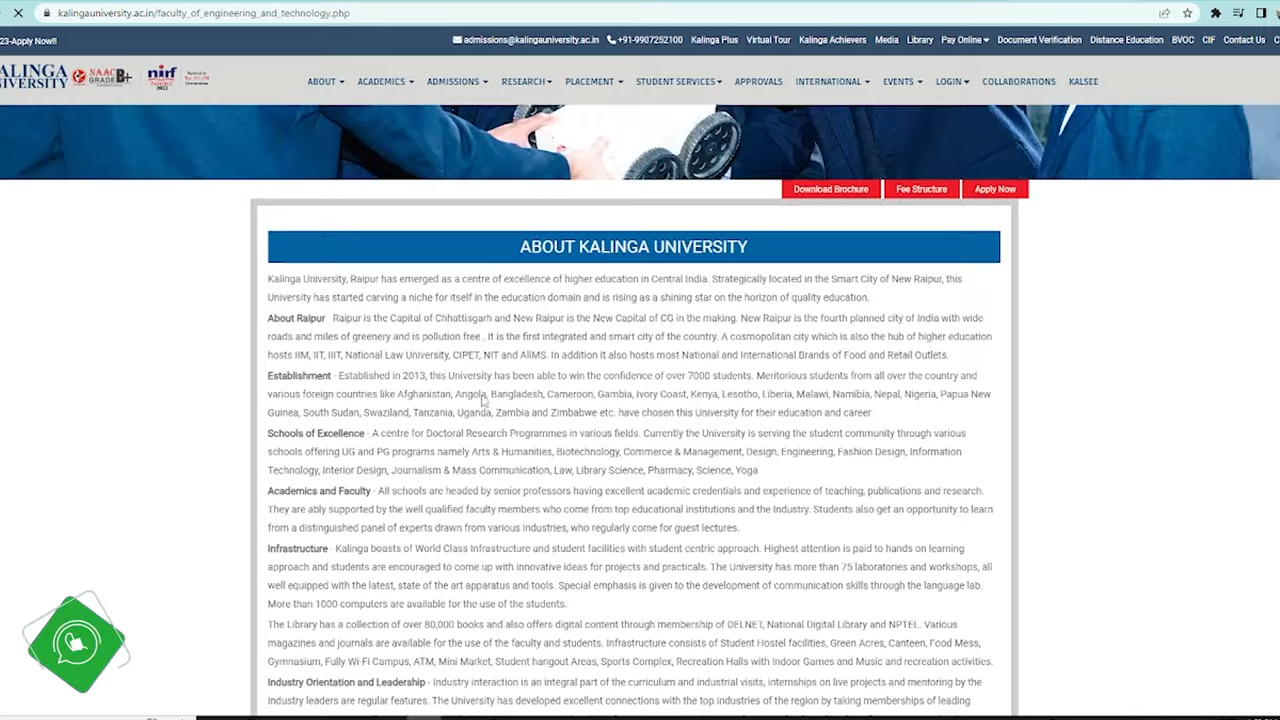 kalingauniversity.ac.in/faculty_of_engineering_and_technology.php
23-Apply Now!!
admissions@kalingauniversity.ac.in +91-9907252100 Kalinga Plus Virtual Tour Kalinga Achievers Media Library Pay Online Document Verification Distance Education BVOC CIF Contact Us
ALINGA
NIVERSITY
NAAC
GRADE B+
nirf
2022
ABOUT ACADEMICS ADMISSIONS RESEARCH PLACEMENT STUDENT SERVICES APPROVALS INTERNATIONAL EVENTS LOGIN COLLABORATIONS KALSEE
Download Brochure Fee Structure Apply Now
ABOUT KALINGA UNIVERSITY
Kalinga University, Raipur has emerged as a centre of excellence of higher education in Central India. Strategically located in the Smart City of New Raipur, this
University has started carving a niche for itself in the education domain and is rising as a shining star on the horizon of quality education.
About Raipur Raipur is the Capital of Chhattisgarh and New Raipur is the New Capital of CG in the making. New Raipur is the fourth planned city of India with wide
roads and miles of greenery and is pollution free . It is the first integrated and smart city of the country. A cosmopolitan city which is also the hub of higher education
hosts IIM, IIT, IIIT, National Law University, CIPET, NIT and AIIMS. In addition it also hosts most National and International Brands of Food and Retail Outlets.
Establishment - Established in 2013, this University has been able to win the confidence of over 7000 students. Meritorious students from all over the country and
various foreign countries like Afghanistan, Angola, Bangladesh, Cameroon, Gambia, Ivory Coast, Kenya, Lesotho, Liberia, Malawi, Namibia, Nepal, Nigeria, Papua New
Guinea, South Sudan, Swaziland, Tanzania, Uganda, Zambia and Zimbabwe etc. have chosen this University for their education and career
Schools of Excellence - A centre for Doctoral Research Programmes in various fields. Currently the University is serving the student community through various
schools offering UG and PG programs namely Arts & Humanities, Biotechnology, Commerce & Management, Design, Engineering, Fashion Design, Information
Technology, Interior Design, Journalism & Mass Communication, Law, Library Science, Pharmacy, Science, Yoga
Academics and Faculty - All schools are headed by senior professors having excellent academic credentials and experience of teaching, publications and research.
They are ably supported by the well qualified faculty members who come from top educational institutions and the Industry. Students also get an opportunity to learn
from a distinguished panel of experts drawn from various Industries, who regularly come for guest lectures.
Infrastructure - Kalinga boasts of World Class Infrastructure and student facilities with student centric approach. Highest attention is paid to hands on learning
approach and students are encouraged to come up with innovative ideas for projects and practicals. The University has more than 75 laboratories and workshops, all
well equipped with the latest, state of the art apparatus and tools. Special emphasis is given to the development of communication skills through the language lab.
More than 1000 computers are available for the use of the students.
The Library has a collection of over 80,000 books and also offers digital content through membership of DELNET, National Digital Library and NPTEL. Various
magazines and journals are available for the use of the faculty and students. Infrastructure consists of Student Hostel facilities, Green Acres, Canteen, Food Mess,
Gymnasium, Fully Wi-Fi Campus, ATM, Mini Market, Student hangout Areas, Sports Complex, Recreation Halls with Indoor Games and Music and recreation activities.
Industry Orientation and Leadership - Industry interaction is an integral part of the curriculum and industrial visits, internships on live projects and mentoring by the
Industry leaders are regular features. The University has developed excellent connections with the top industries of the region by taking memberships of leading